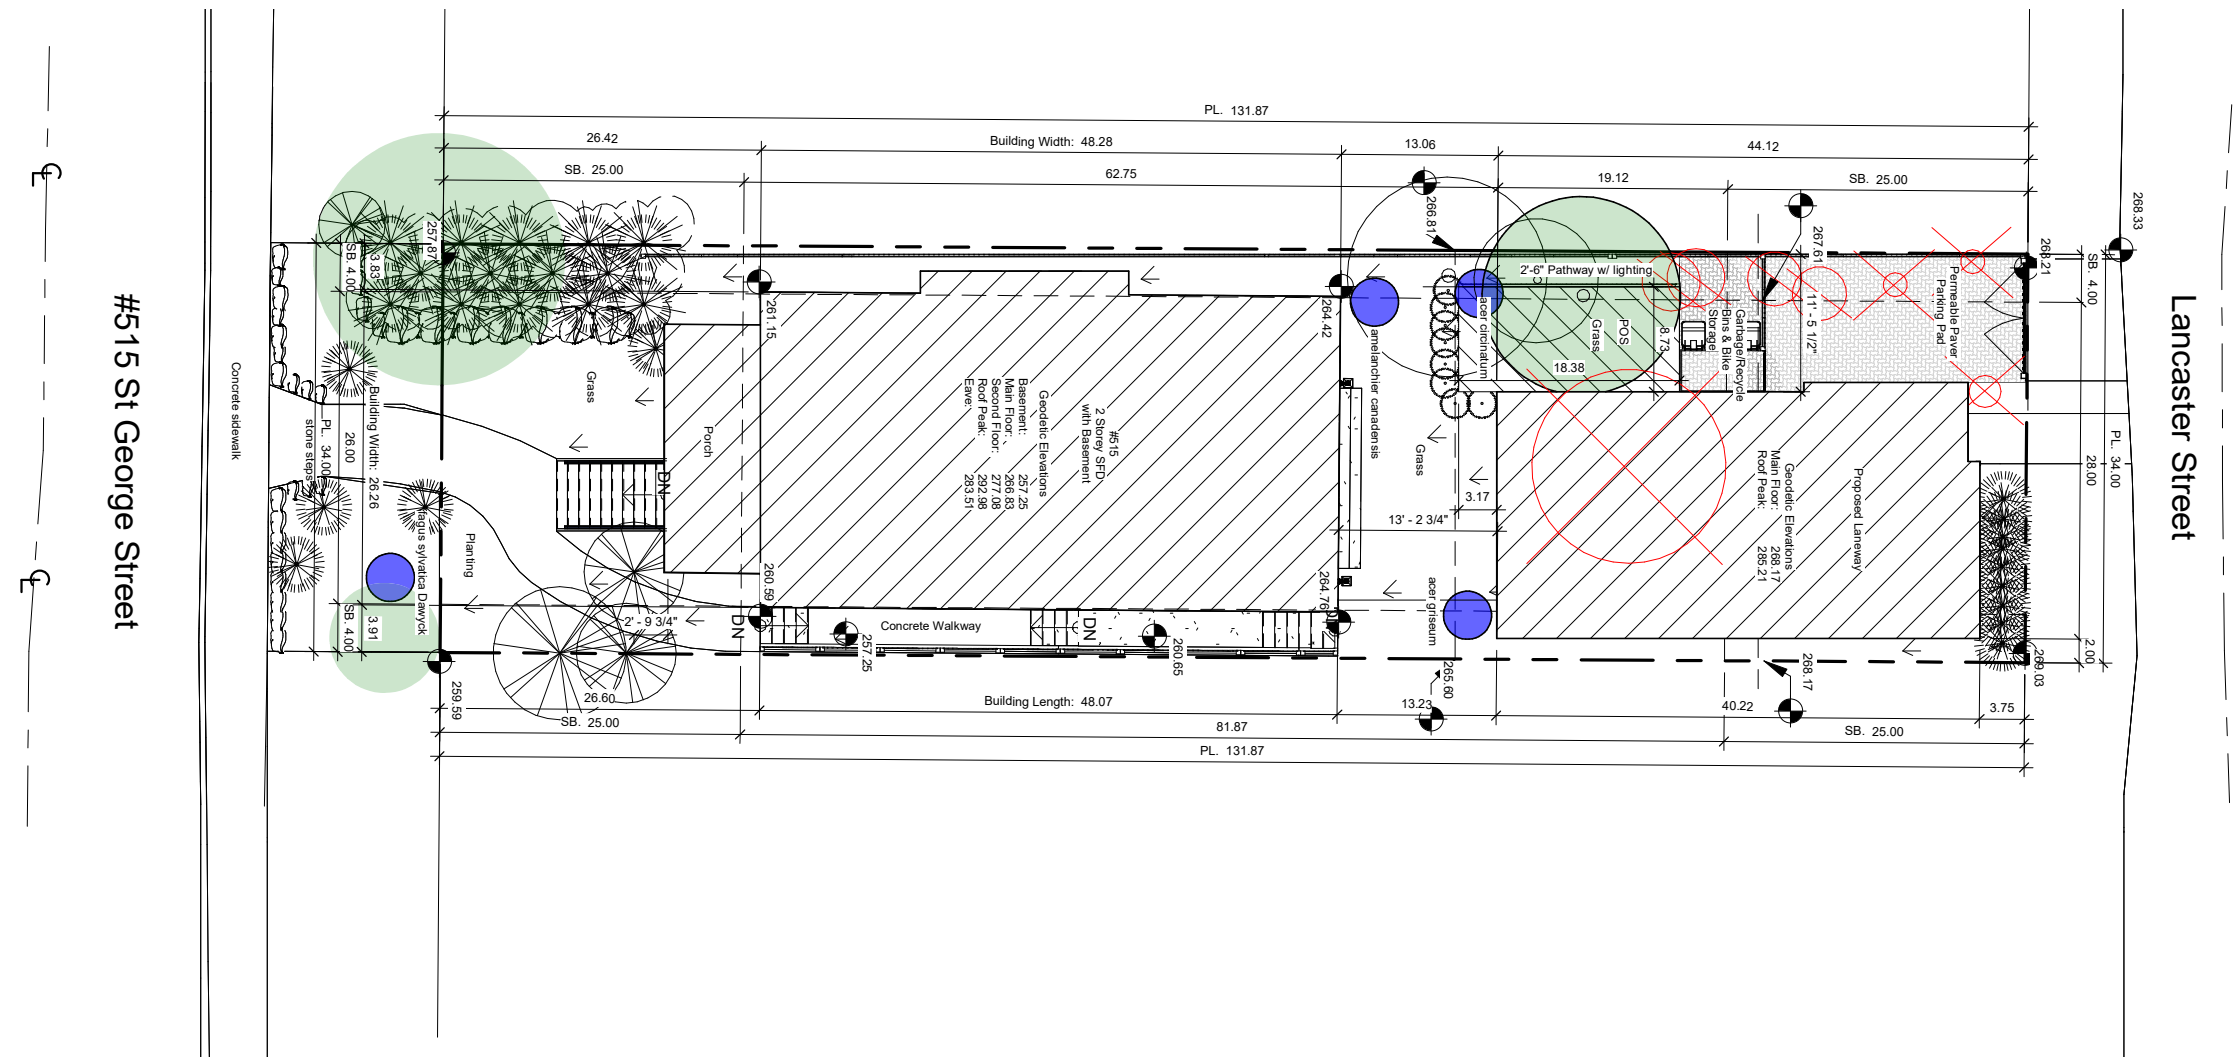 PL. 131.87
26.42
Building Width: 48.28
13.06
44.12
SB. 25.00
62.75
19.12
SB. 25.00
266.81
267.61
268.21
268.33
#515 St George Street
Concrete sidewalk
257.87
SB. 4.00
3.83
Building Width: 26.26
26.00
PL. 34.00
stone steps
SB. 4.00
3.91
fagus sylvatica Dawyck
Planting
259.59
Grass
Porch
DN
2' - 9 3/4"
DN
261.15
260.59
#515
2 Storey SFD
with Basement
Geodetic Elevations
Basement: 257.25
Main Floor: 266.83
Second Floor: 277.08
Roof Peak: 292.98
Eave: 283.51
Concrete Walkway
DN
257.25
260.65
264.42
264.76
amelanchier canadensis
acer circinatum
Grass
3.17
13' - 2 3/4"
acer griseum
265.60
2'-6" Pathway w/ lighting
POS
Grass
8.73
18.38
Garbage/Recycle
Bins & Bike
Storage
11' - 5 1/2"
Permeable Paver
Parking Pad
Proposed Laneway
Geodetic Elevations
Main Floor: 268.17
Roof Peak: 285.21
268.17
269.03
SB. 4.00
28.00
PL. 34.00
2.00
Lancaster Street
26.60
Building Length: 48.07
13.23
40.22
3.75
SB. 25.00
81.87
SB. 25.00
PL. 131.87